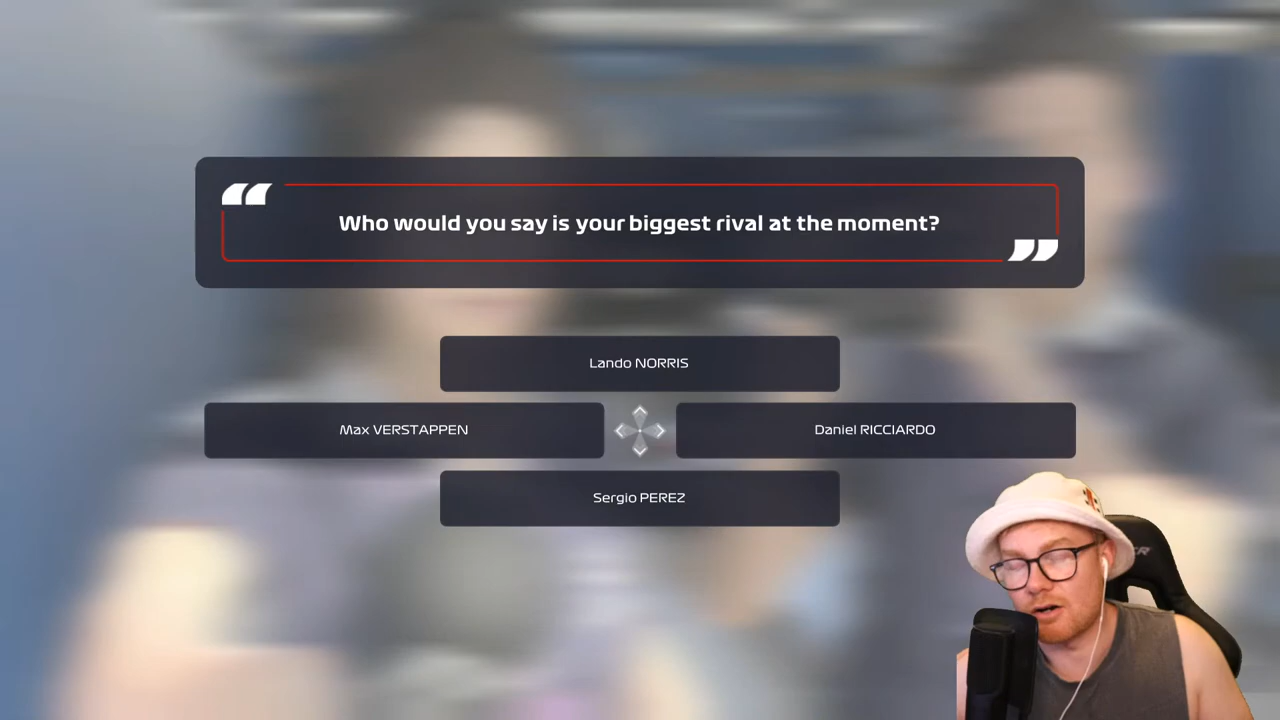 Who would you say is your biggest rival at the moment?
Lando NORRIS
Max VERSTAPPEN
Daniel RICCIARDO
Sergio PEREZ